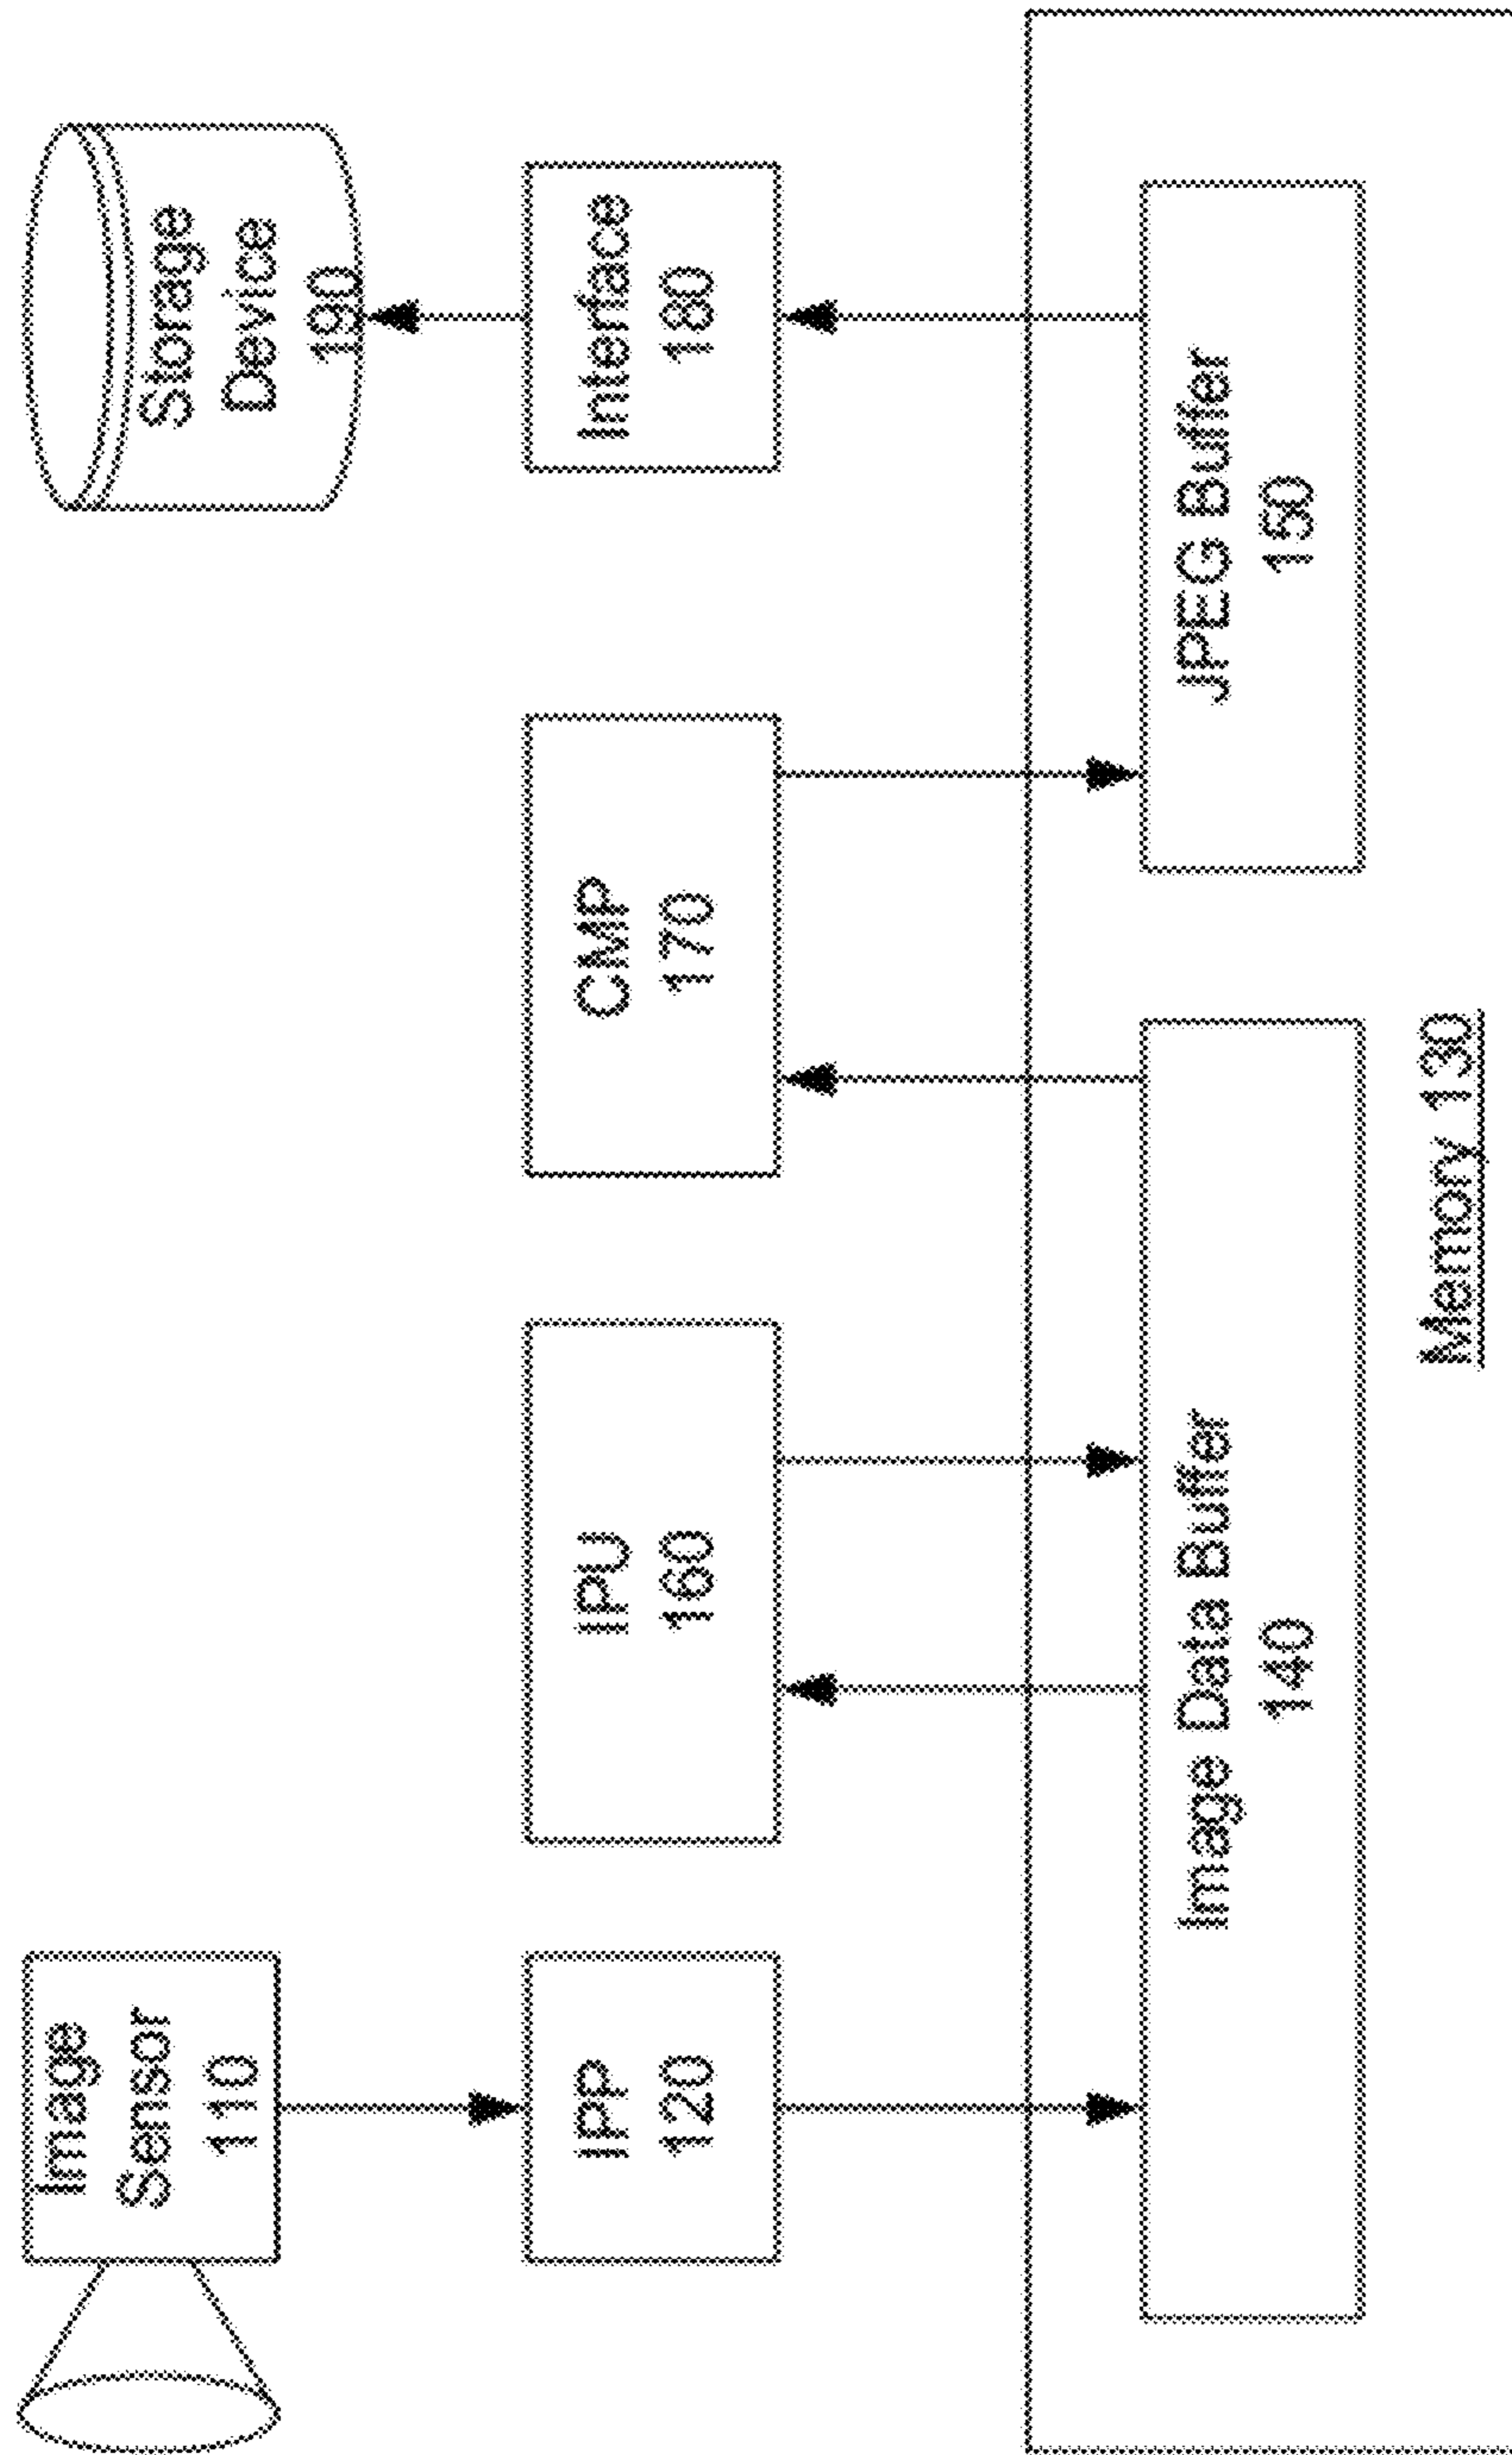 Image
Sensor
110
Storage
Device
190
IPP
120
IPU
160
CMP
170
Interface
180
Image Data Buffer
140
JPEG Buffer
150
Memory 130